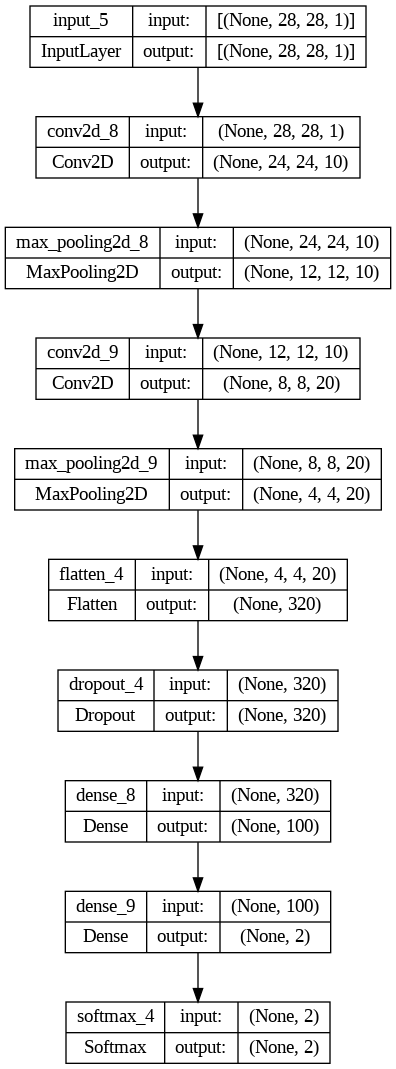 input_5 input: [(None, 28, 28, 1)]
InputLayer output: [(None, 28, 28, 1)]
conv2d_8 input: (None, 28, 28, 1)
Conv2D output: (None, 24, 24, 10)
max_pooling2d_8 input: (None, 24, 24, 10)
MaxPooling2D output: (None, 12, 12, 10)
conv2d_9 input: (None, 12, 12, 10)
Conv2D output: (None, 8, 8, 20)
max_pooling2d_9 input: (None, 8, 8, 20)
MaxPooling2D output: (None, 4, 4, 20)
flatten_4 input: (None, 4, 4, 20)
Flatten output: (None, 320)
dropout_4 input: (None, 320)
Dropout output: (None, 320)
dense_8 input: (None, 320)
Dense output: (None, 100)
dense_9 input: (None, 100)
Dense output: (None, 2)
softmax_4 input: (None, 2)
Softmax output: (None, 2)